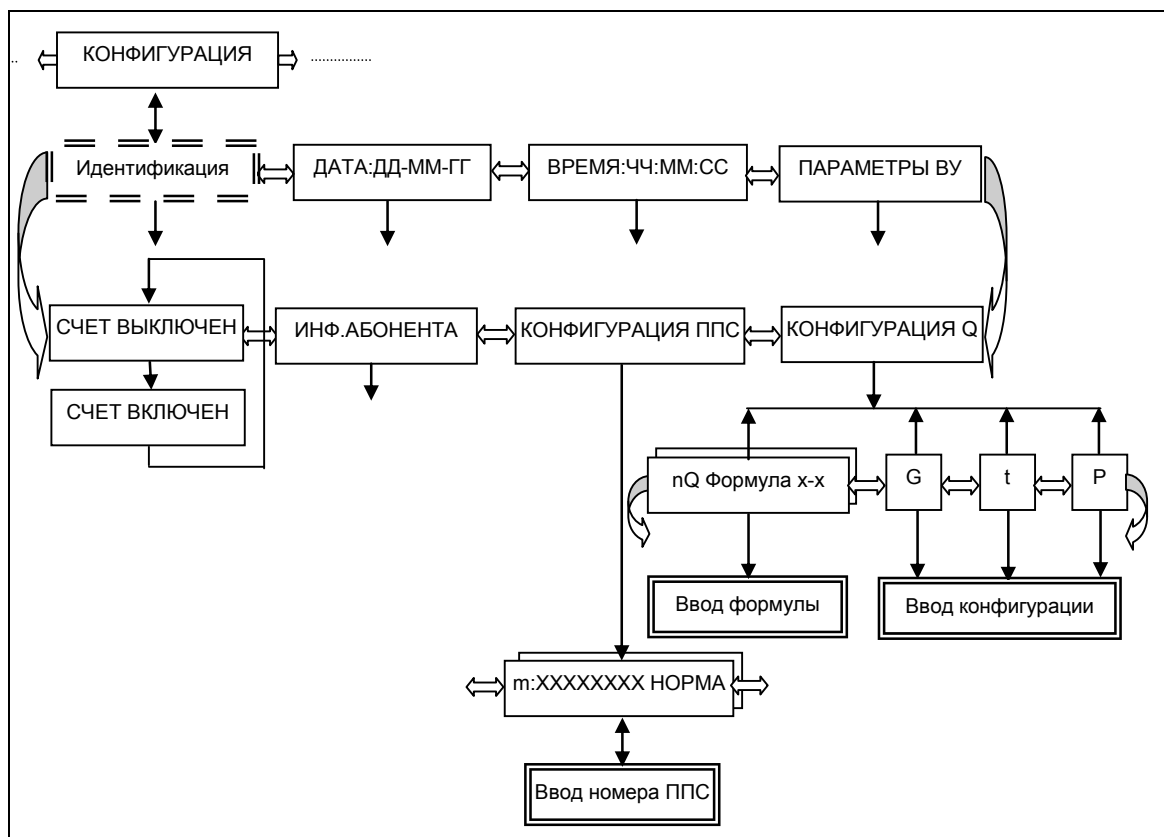 КОНФИГУРАЦИЯ
Идентификация
ДАТА:ДД-ММ-ГГ
ВРЕМЯ:ЧЧ:ММ:СС
ПАРАМЕТРЫ ВУ
СЧЕТ ВЫКЛЮЧЕН
ИНФ.АБОНЕНТА
КОНФИГУРАЦИЯ ППС
КОНФИГУРАЦИЯ Q
СЧЕТ ВКЛЮЧЕН
nQ Формула x-x
G
t
P
Ввод формулы
Ввод конфигурации
m:XXXXXXXX НОРМА
Ввод номера ППС